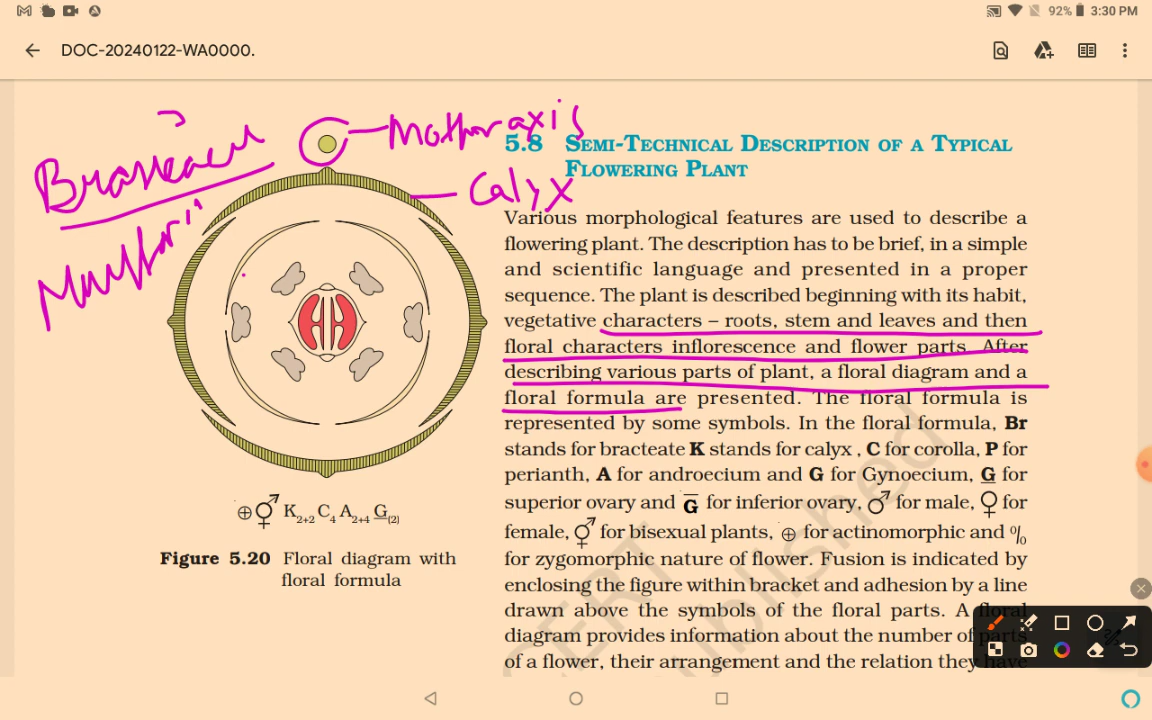 92% 3:30 PM
DOC-20240122-WA0000.
Motheraxis
Calyx
5.8 SEMI-TECHNICAL DESCRIPTION OF A TYPICAL
FLOWERING PLANT
Various morphological features are used to describe a
flowering plant. The description has to be brief, in a simple
and scientific language and presented in a proper
sequence. The plant is described beginning with its habit,
vegetative characters – roots, stem and leaves and then
floral characters inflorescence and flower parts. After
describing various parts of plant, a floral diagram and a
floral formula are presented. The floral formula is
represented by some symbols. In the floral formula, Br
stands for bracteate K stands for calyx , C for corolla, P for
perianth, A for androecium and G for Gynoecium, G̲ for
superior ovary and G̅ for inferior ovary, ♂ for male, ♀ for
female, ⚥ for bisexual plants, ⊕ for actinomorphic and %
for zygomorphic nature of flower. Fusion is indicated by
enclosing the figure within bracket and adhesion by a line
drawn above the symbols of the floral parts. A floral
diagram provides information about the number of parts
of a flower, their arrangement and the relation they have
⊕ ⚥ K₂₊₂ C₄ A₂₊₄ G̲₍₂₎
Figure 5.20 Floral diagram with
floral formula